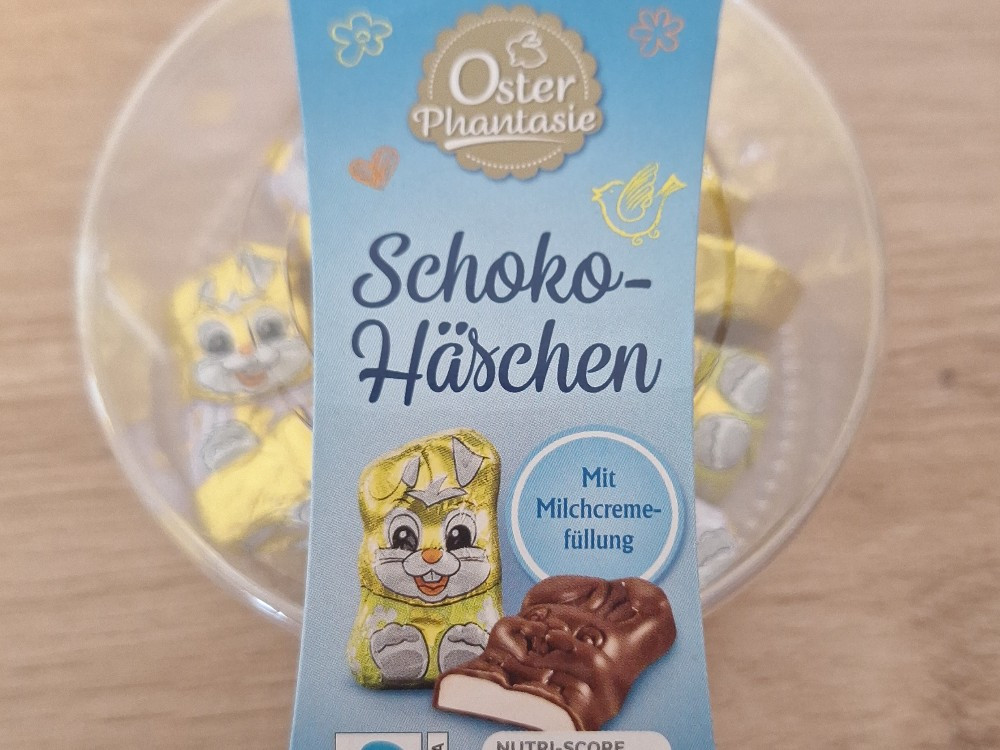 Oster
Phantasie
Schoko-
Häschen
Mit
Milchcreme-
füllung
NUTRI-SCORE